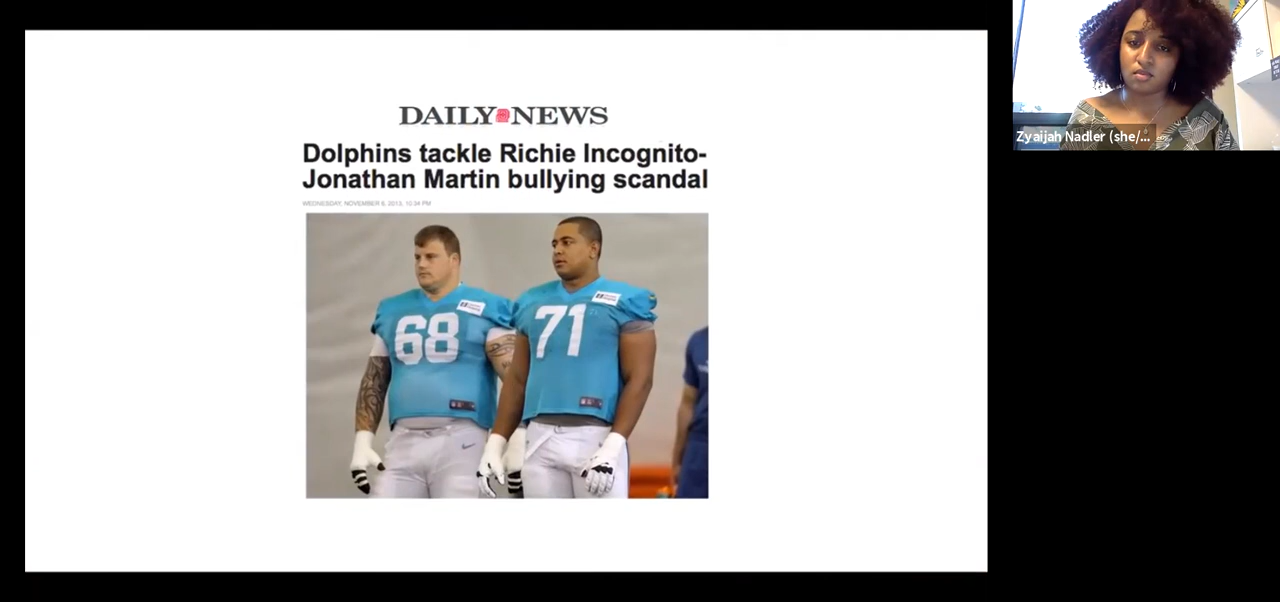 DAILY NEWS
Dolphins tackle Richie Incognito-
Jonathan Martin bullying scandal
WEDNESDAY, NOVEMBER 6, 2013, 10:34 PM
68
71
Zyaijah Nadler (she/...